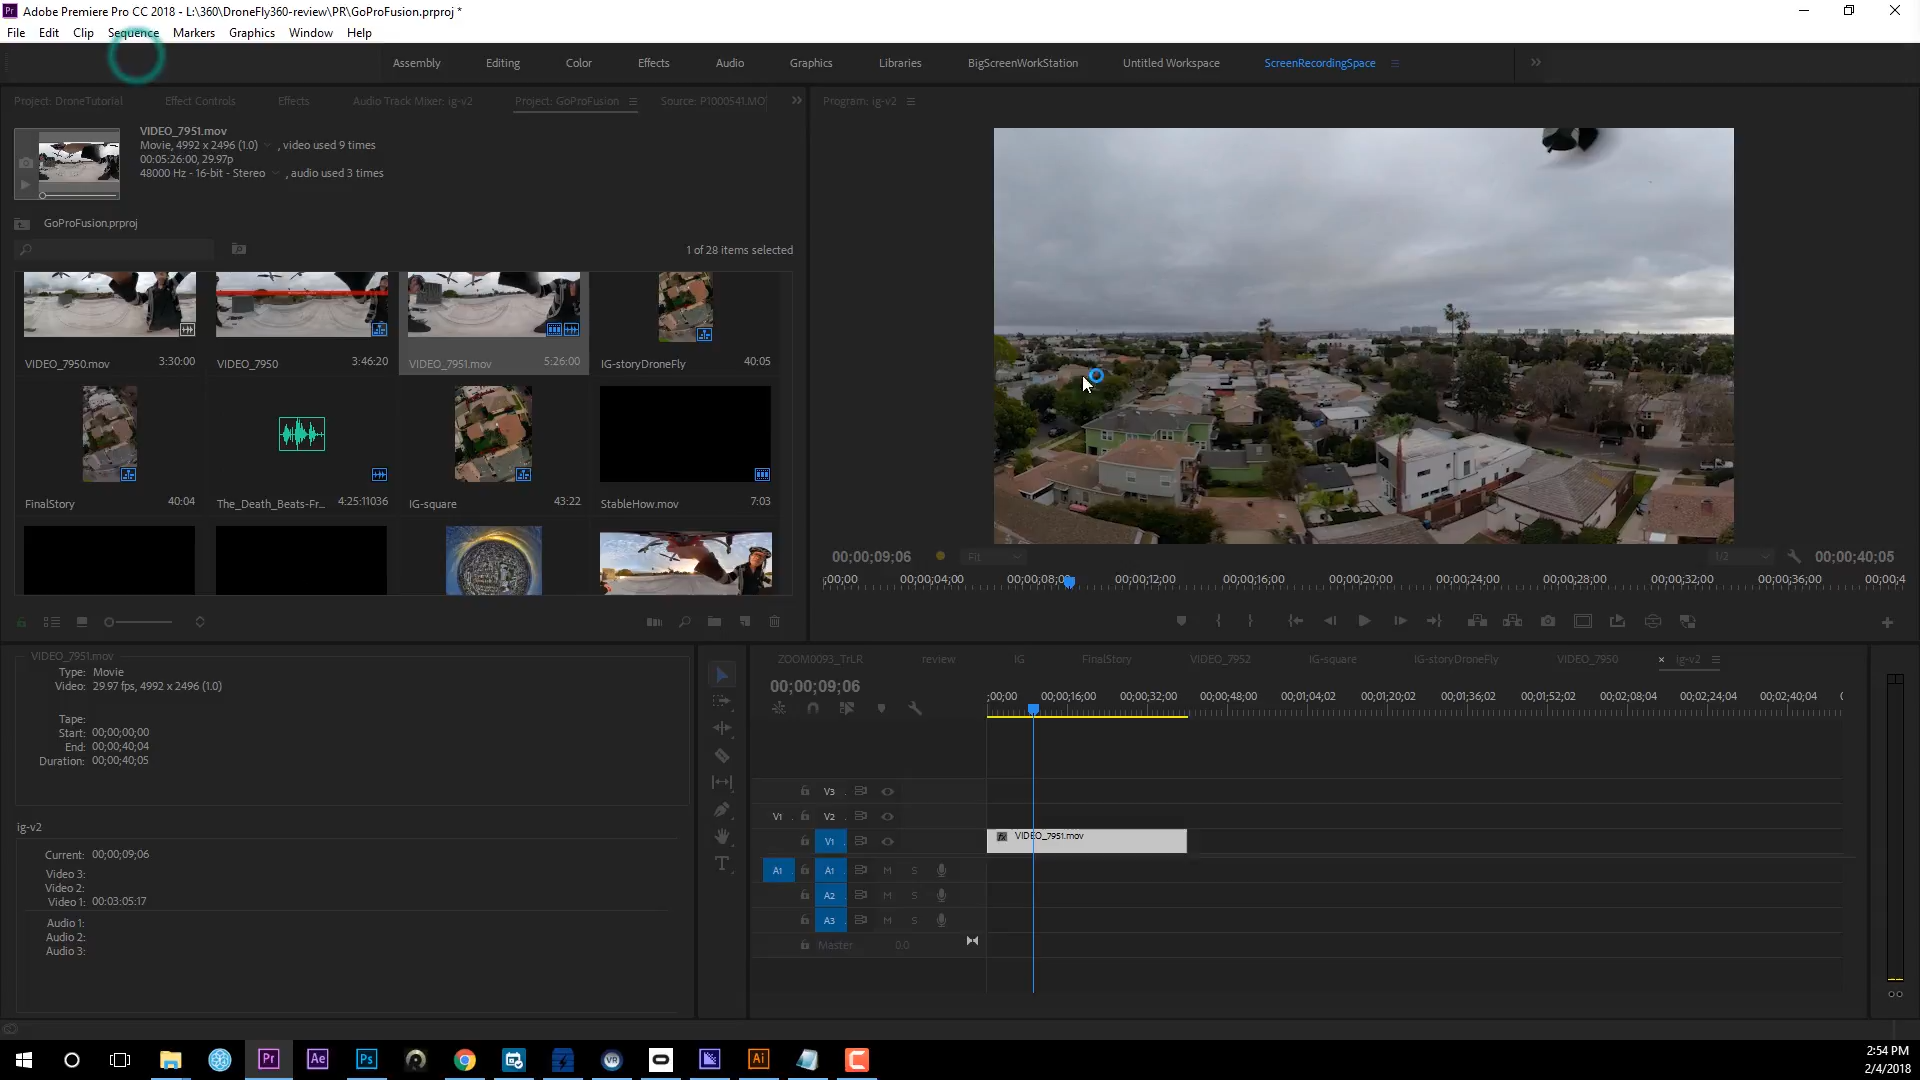 Adobe Premiere Pro CC 2018 - L:\360\DroneFly360-review\PR\GoProFusion.prproj *
File Edit Clip Sequence Markers Graphics Window Help
Assembly Editing Color Effects Audio Graphics Libraries BigScreenWorkStation Untitled Workspace ScreenRecordingSpace
Project: DroneTutorial Effect Controls Effects Audio Track Mixer: ig-v2 Project: GoProFusion Source: P1000541.MO
Program: ig-v2
VIDEO_7951.mov
Movie, 4992 x 2496 (1.0) , video used 9 times
00:05:26:00, 29.97p
48000 Hz - 16-bit - Stereo , audio used 3 times
GoProFusion.prproj
1 of 28 items selected
VIDEO_7950.mov 3:30:00
VIDEO_7950 3:46:20
VIDEO_7951.mov 5:26:00
IG-storyDroneFly 40:05
FinalStory 40:04
The_Death_Beats-Fr... 4:25:11036
IG-square 43:22
StableHow.mov 7:03
00;00;09;06 Fit 1/2 00;00;40;05
;00;00 00;00;04;00 00;00;08;00 00;00;12;00 00;00;16;00 00;00;20;00 00;00;24;00 00;00;28;00 00;00;32;00 00;00;36;00 00;00;4
VIDEO_7951.mov
Type: Movie
Video: 29.97 fps, 4992 x 2496 (1.0)
Tape:
Start: 00;00;00;00
End: 00;00;40;04
Duration: 00;00;40;05
ig-v2
Current: 00;00;09;06
Video 3:
Video 2:
Video 1: 00:03:05:17
Audio 1:
Audio 2:
Audio 3:
ZOOM0093_TrLR review IG FinalStory VIDEO_7952 IG-square IG-storyDroneFly VIDEO_7950 × ig-v2
00;00;09;06
;00;00 00;00;16;00 00;00;32;00 00;00;48;00 00;01;04;02 00;01;20;02 00;01;36;02 00;01;52;02 00;02;08;04 00;02;24;04 00;02;40;04
V3
V1 V2
V1
fx VIDEO_7951.mov
A1 A1 M S
A2 M S
A3 M S
Master 0.0
Pr Ae Ps VR Ai
2:54 PM
2/4/2018